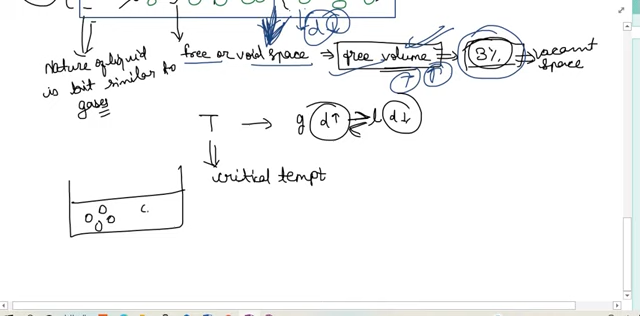 d↓
Nature of liquid is bit similar to gases
free or void space ⇒ free volume ⇒ 3% ⇒ vacant space
T ↑
T → g d↑ ⇌ l d↓
critical tempt